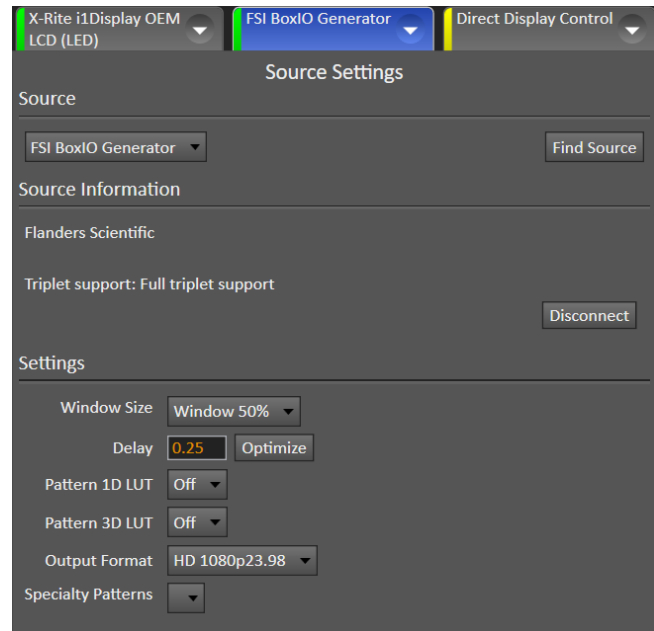 X-Rite i1Display OEM
LCD (LED)
FSI BoxIO Generator
Direct Display Control
Source Settings
Source
FSI BoxIO Generator
Find Source
Source Information
Flanders Scientific
Triplet support: Full triplet support
Disconnect
Settings
Window Size Window 50%
Delay 0.25 Optimize
Pattern 1D LUT Off
Pattern 3D LUT Off
Output Format HD 1080p23.98
Specialty Patterns